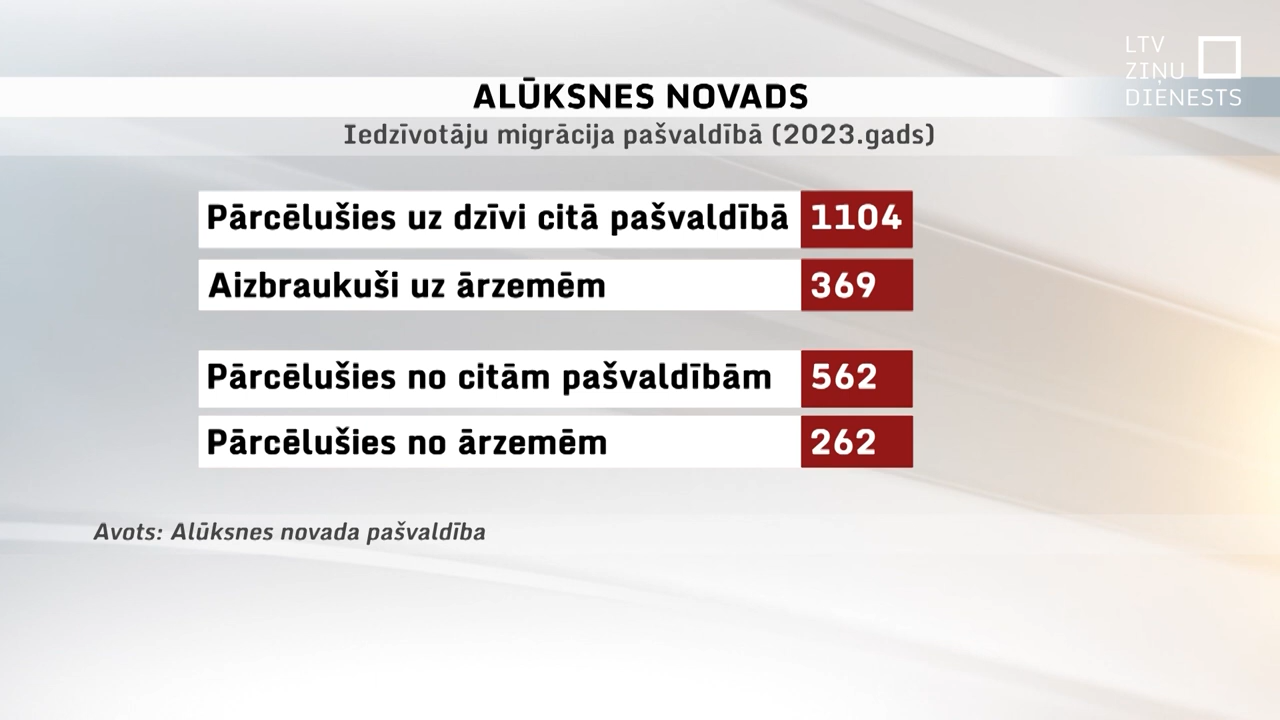 LTV
ZIŅU
DIENESTS
ALŪKSNES NOVADS
Iedzīvotāju migrācija pašvaldībā (2023.gads)
Pārcēlušies uz dzīvi citā pašvaldībā 1104
Aizbraukuši uz ārzemēm 369
Pārcēlušies no citām pašvaldībām 562
Pārcēlušies no ārzemēm 262
Avots: Alūksnes novada pašvaldība